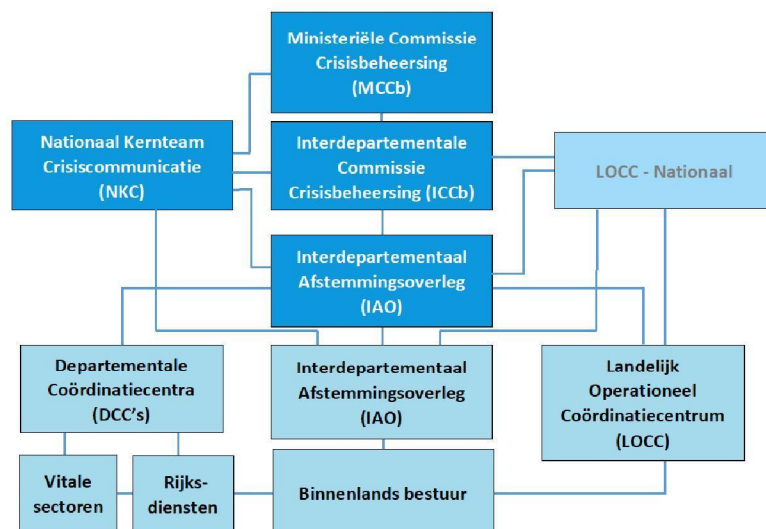 Ministeriële Commissie
Crisisbeheersing
(MCCb)
Nationaal Kernteam
Crisiscommunicatie
(NKC)
Interdepartementale
Commissie
Crisisbeheersing (ICCb)
LOCC - Nationaal
Interdepartementaal
Afstemmingsoverleg
(IAO)
Departementale
Coördinatiecentra
(DCC's)
Interdepartementaal
Afstemmingsoverleg
(IAO)
Landelijk
Operationeel
Coördinatiecentrum
(LOCC)
Vitale
sectoren
Rijks-
diensten
Binnenlands bestuur